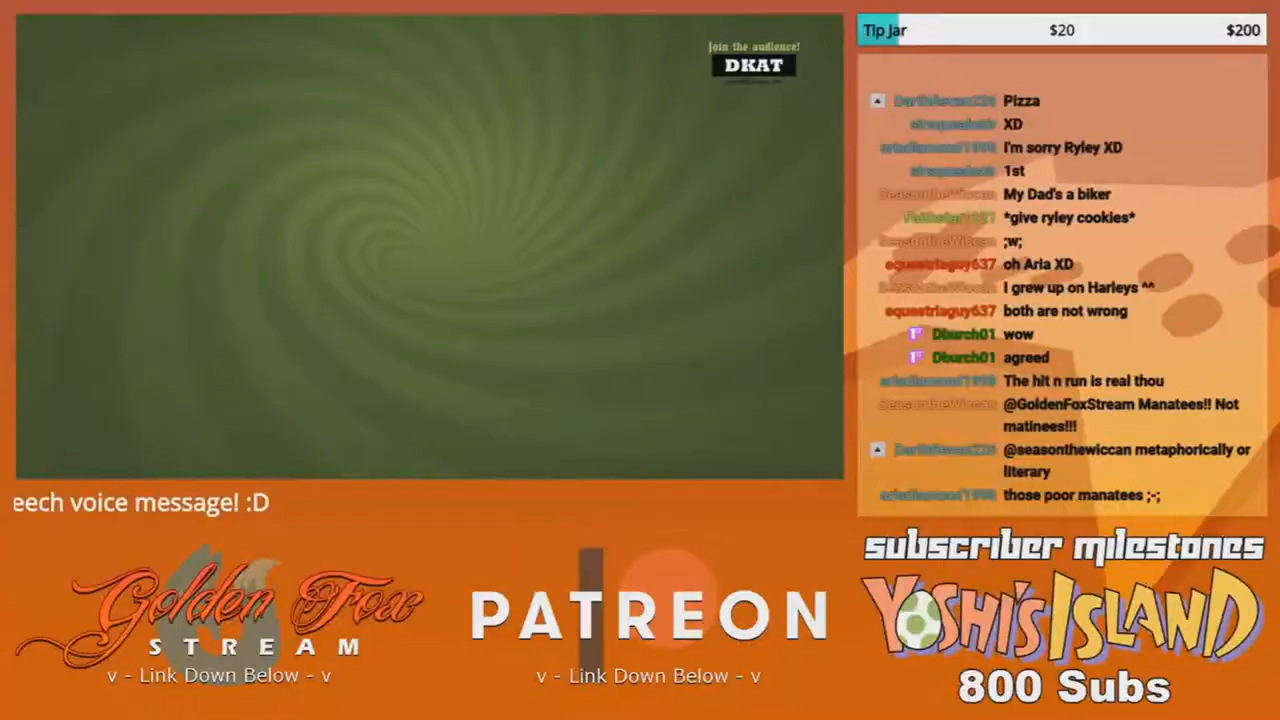 Join the audience!
DKAT
Tip Jar $20 $200
Pizza
XD
I'm sorry Ryley XD
1st
My Dad's a biker
*give ryley cookies*
;w;
equestriaguy637 oh Aria XD
I grew up on Harleys ^^
equestriaguy637 both are not wrong
Dburch01 wow
Dburch01 agreed
The hit n run is real thou
SeasontheWiccan @GoldenFoxStream Manatees!! Not
matinees!!!
@seasonthewiccan metaphorically or
literary
those poor manatees ;-;
eech voice message! :D
subscriber milestones
YOSHI'S ISLAND
800 Subs
Golden Fox
STREAM
v - Link Down Below - v
PATREON
v - Link Down Below - v